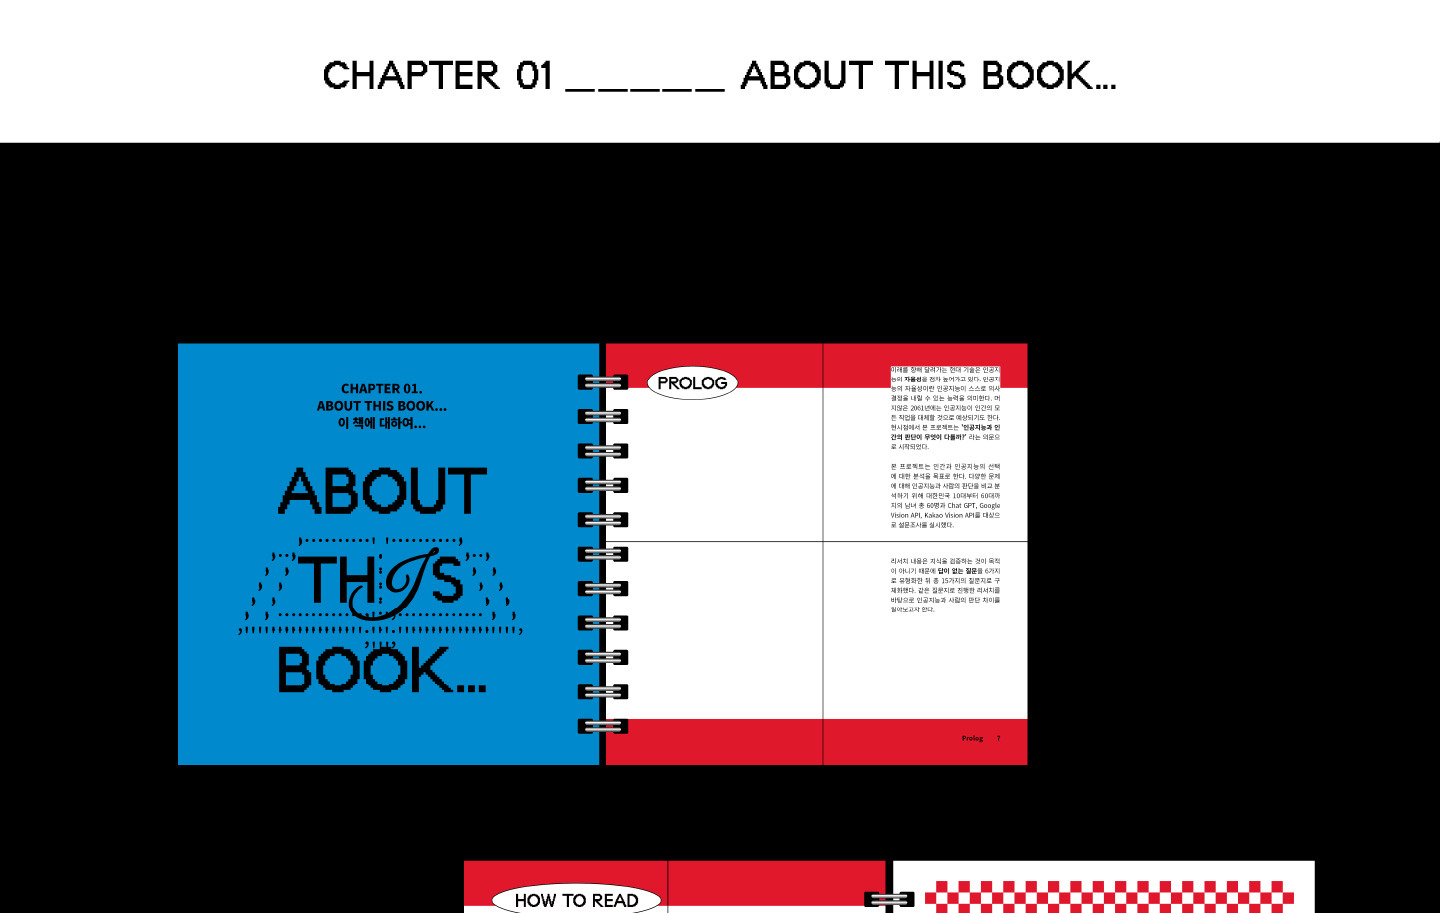 CHAPTER 01 _____ ABOUT THIS BOOK...
CHAPTER 01.
ABOUT THIS BOOK...
이 책에 대하여...
ABOUT
THIS
BOOK...
PROLOG
미래를 향해 달려가는 현대 기술은 인공지
능의 자율성을 점차 높여가고 있다. 인공지
능의 자율성이란 인공지능이 스스로 의사
결정을 내릴 수 있는 능력을 의미한다. 머
지않은 2061년에는 인공지능이 인간의 모
든 직업을 대체할 것으로 예상되기도 한다.
현시점에서 본 프로젝트는 '인공지능과 인
간의 판단이 무엇이 다를까?' 라는 의문으
로 시작되었다.
본 프로젝트는 인간과 인공지능의 선택
에 대한 분석을 목표로 한다. 다양한 문제
에 대해 인공지능과 사람의 판단을 비교 분
석하기 위해 대한민국 10대부터 60대까
지의 남녀 총 60명과 Chat GPT, Google
Vision API, Kakao Vision API를 대상으
로 설문조사를 실시했다.
리서치 내용은 지식을 검증하는 것이 목적
이 아니기 때문에 답이 없는 질문을 6가지
로 유형화한 뒤 총 15가지의 질문지로 구
체화했다. 같은 질문지로 진행한 리서치를
바탕으로 인공지능과 사람의 판단 차이를
알아보고자 한다.
Prolog 7
HOW TO READ